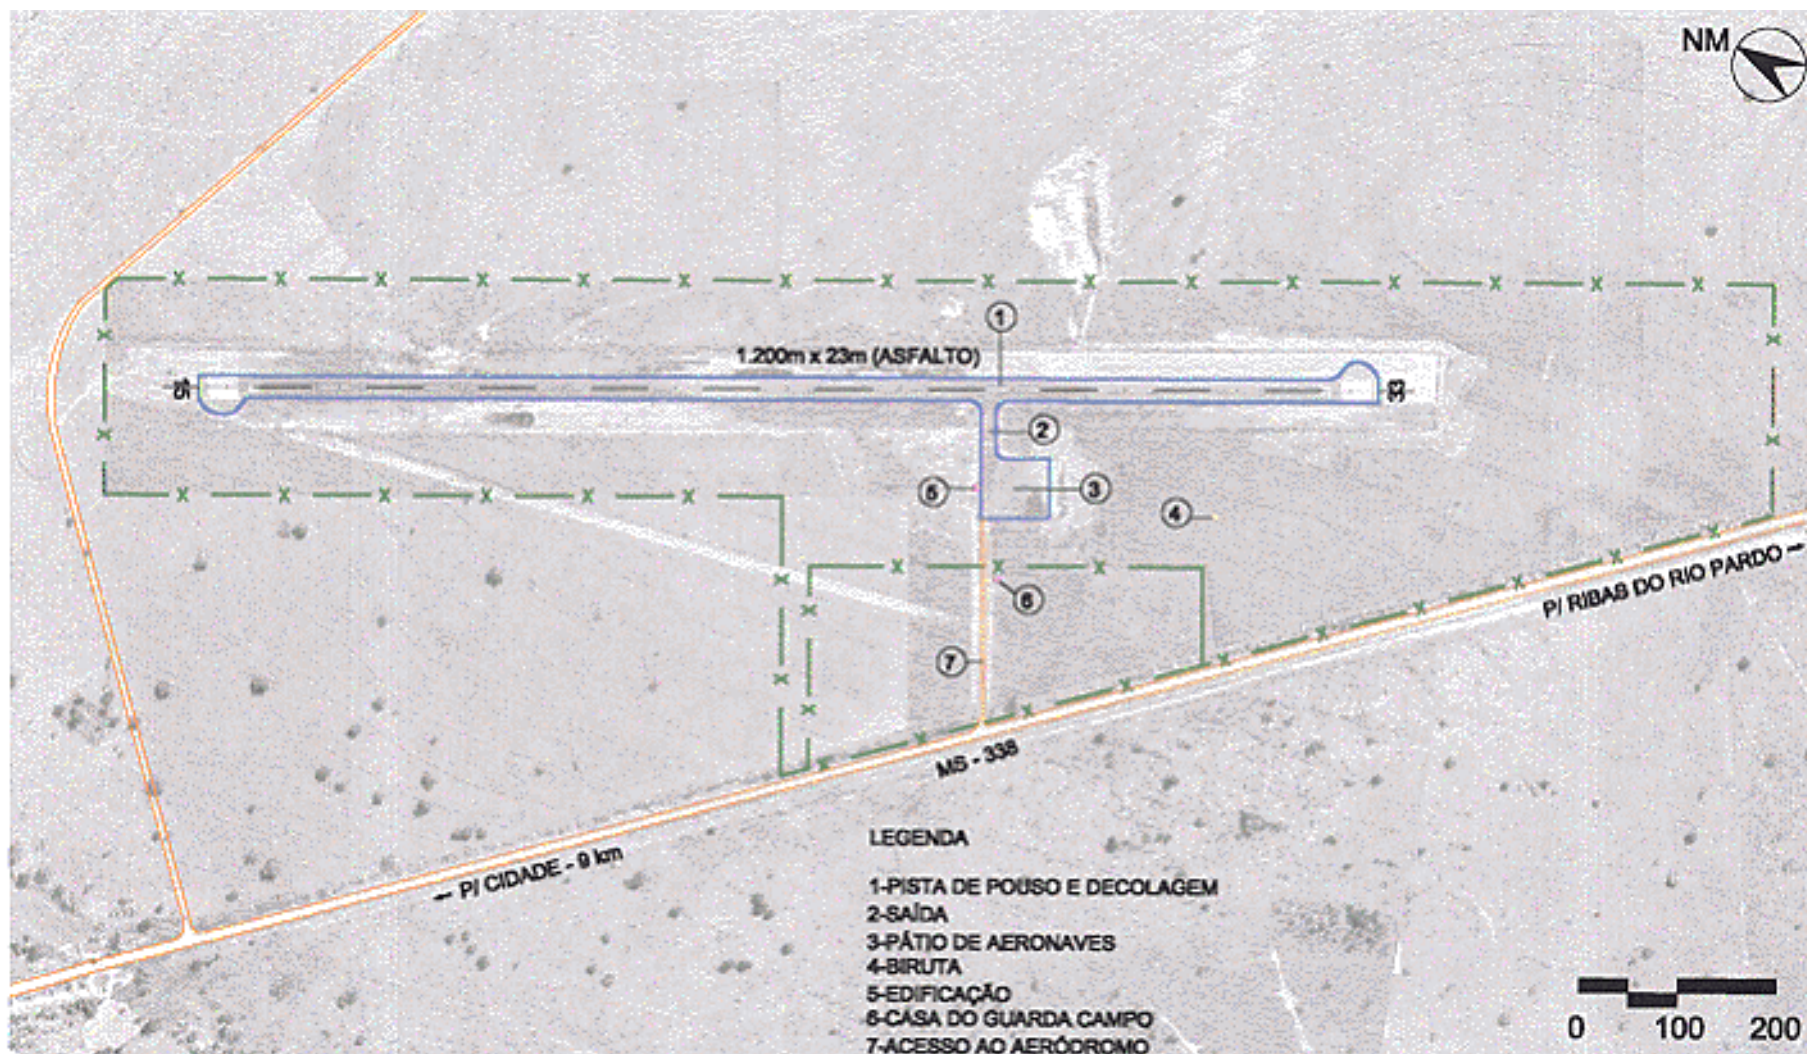 NM
1
1.200m x 23m (ASFALTO)
15
33
2
5
3
4
6
7
P/ RIBAS DO RIO PARDO →
MS - 338
← P/ CIDADE - 9 km
LEGENDA
1-PISTA DE POUSO E DECOLAGEM
2-SAÍDA
3-PÁTIO DE AERONAVES
4-BIRUTA
5-EDIFICAÇÃO
6-CASA DO GUARDA CAMPO
7-ACESSO AO AERÓDROMO
0 100 200